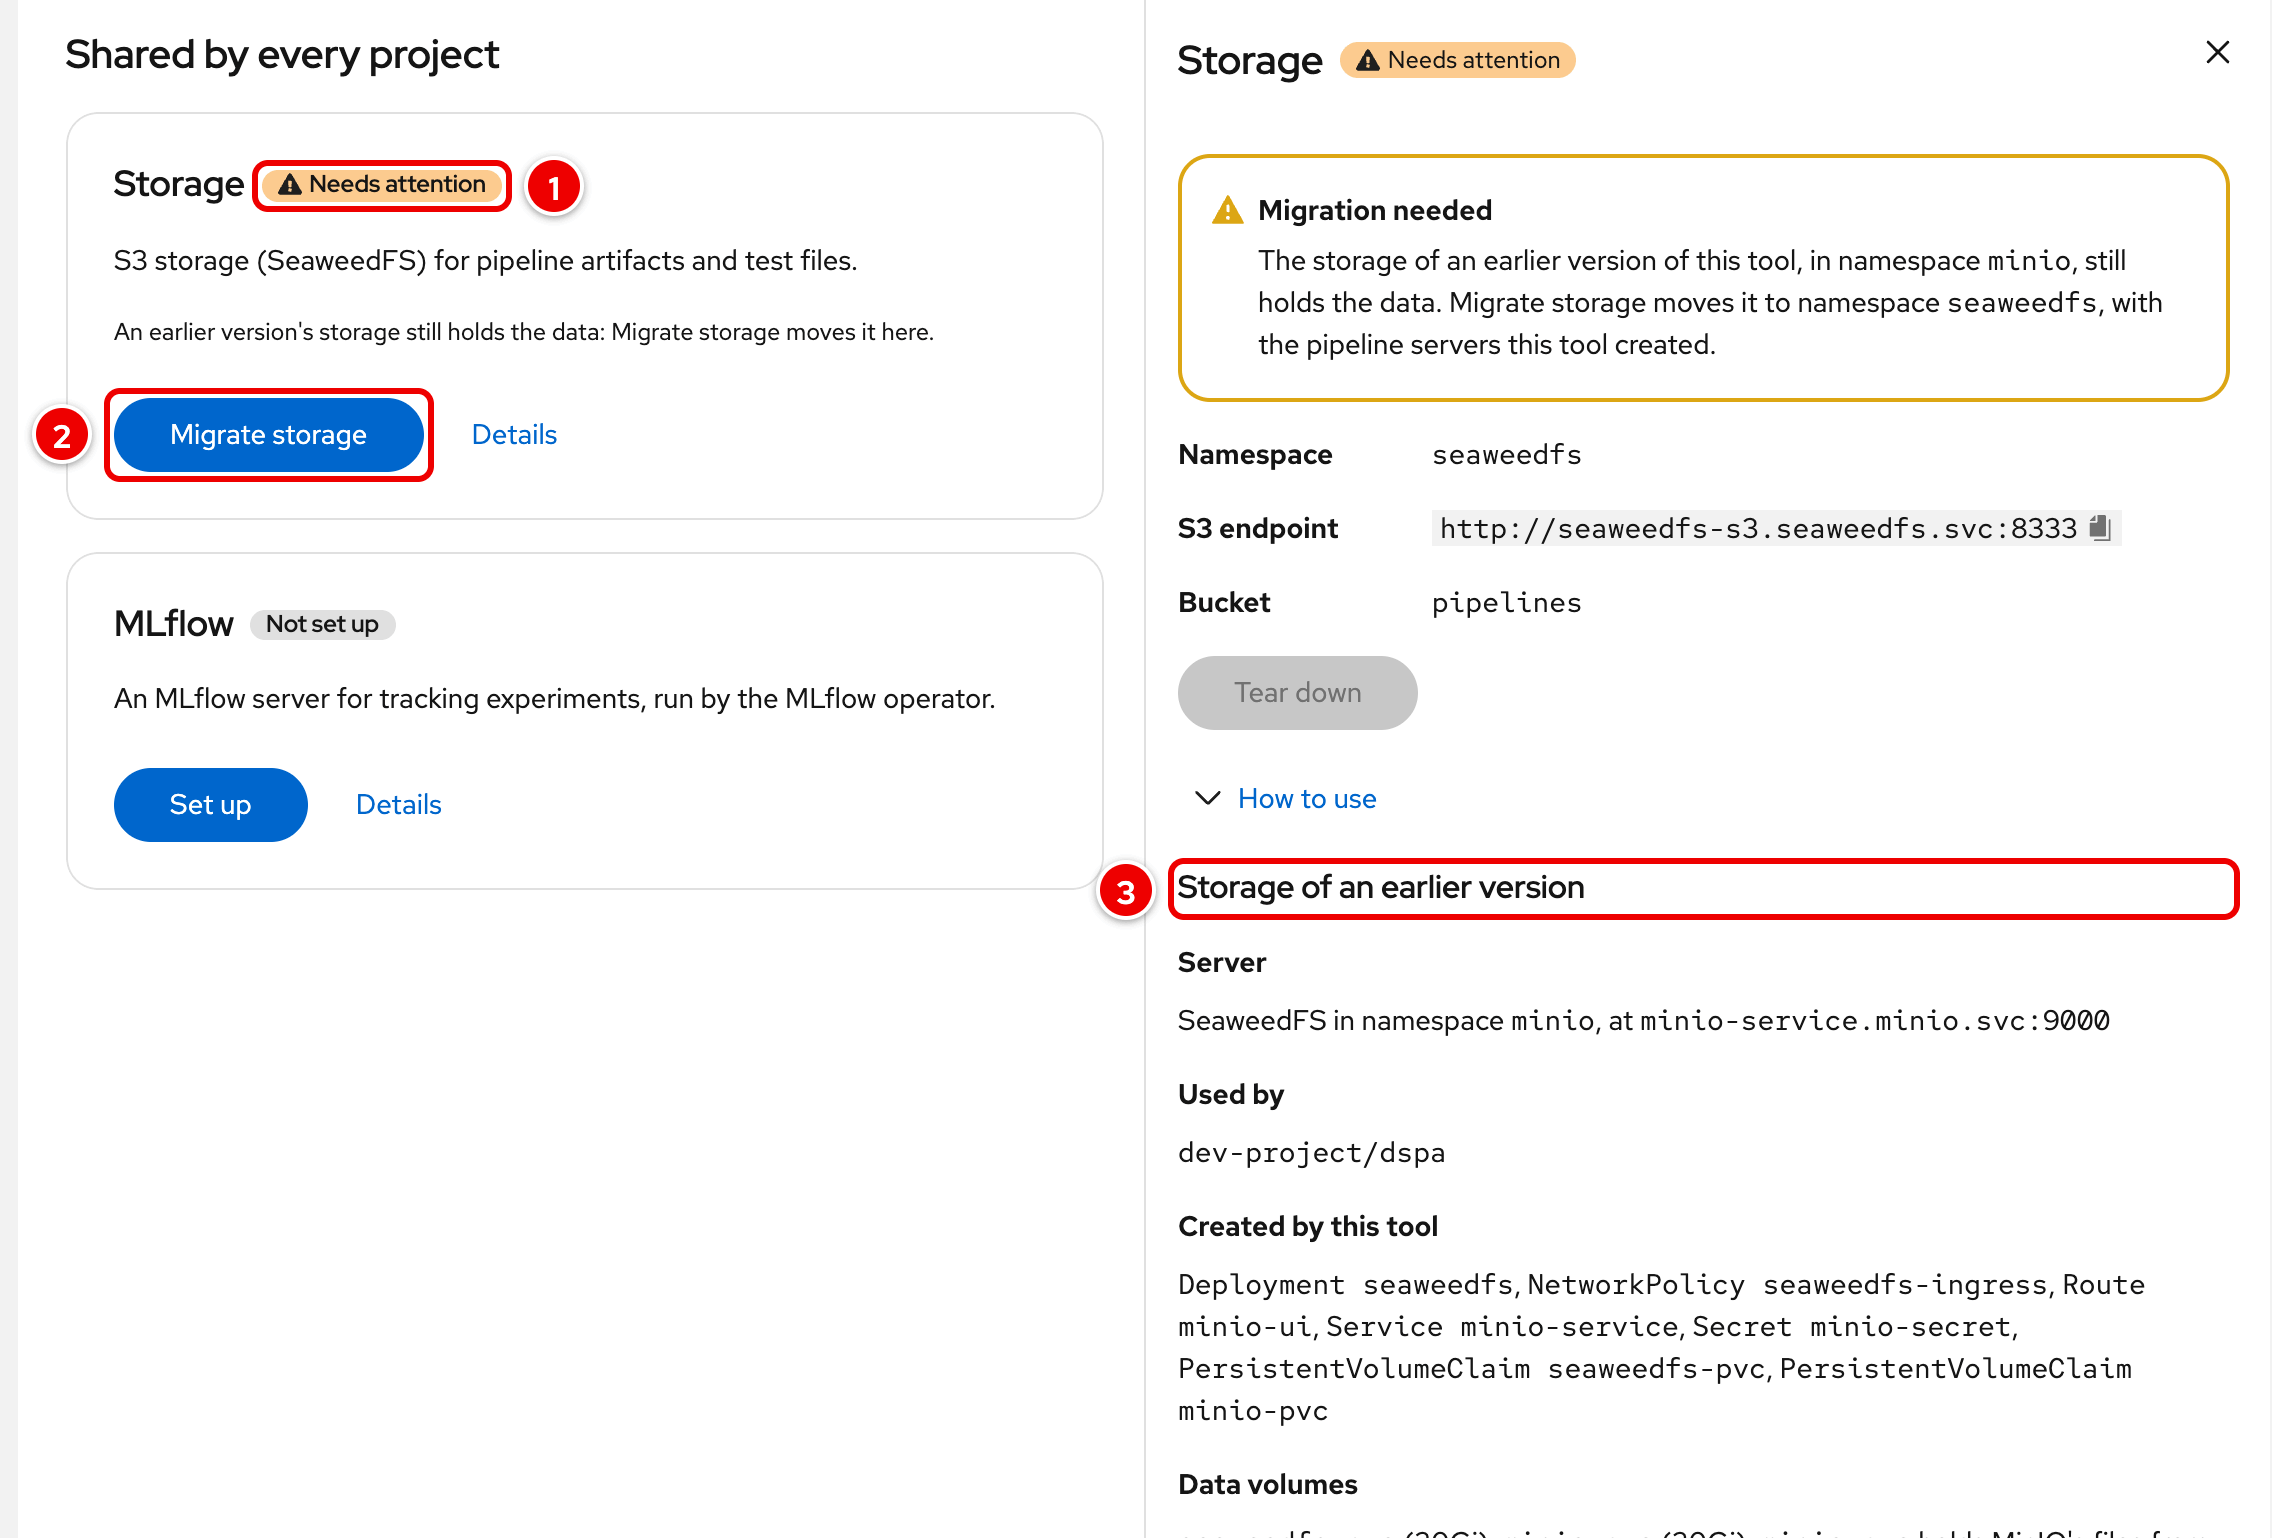 Shared by every project
Storage Needs attention 1
S3 storage (SeaweedFS) for pipeline artifacts and test files.
An earlier version's storage still holds the data: Migrate storage moves it here.
2 Migrate storage Details
MLflow Not set up
An MLflow server for tracking experiments, run by the MLflow operator.
Set up Details
Storage Needs attention
Migration needed
The storage of an earlier version of this tool, in namespace minio, still
holds the data. Migrate storage moves it to namespace seaweedfs, with
the pipeline servers this tool created.
Namespace seaweedfs
S3 endpoint http://seaweedfs-s3.seaweedfs.svc:8333
Bucket pipelines
Tear down
How to use
3 Storage of an earlier version
Server
SeaweedFS in namespace minio, at minio-service.minio.svc:9000
Used by
dev-project/dspa
Created by this tool
Deployment seaweedfs, NetworkPolicy seaweedfs-ingress, Route
minio-ui, Service minio-service, Secret minio-secret,
PersistentVolumeClaim seaweedfs-pvc, PersistentVolumeClaim
minio-pvc
Data volumes